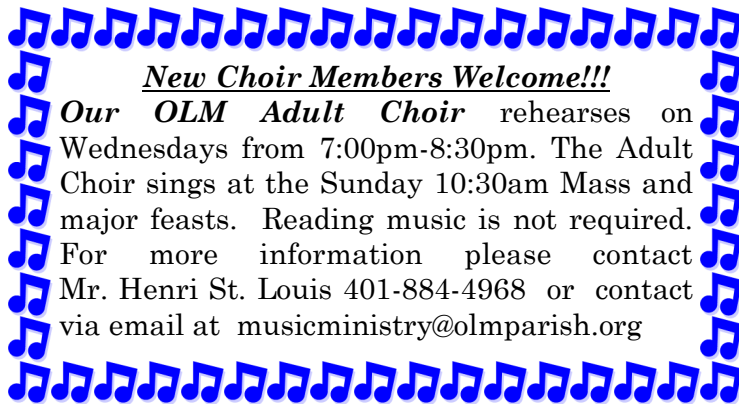 New Choir Members Welcome!!!
Our OLM Adult Choir rehearses on
Wednesdays from 7:00pm-8:30pm. The Adult
Choir sings at the Sunday 10:30am Mass and
major feasts. Reading music is not required.
For more information please contact
Mr. Henri St. Louis 401-884-4968 or contact
via email at musicministry@olmparish.org